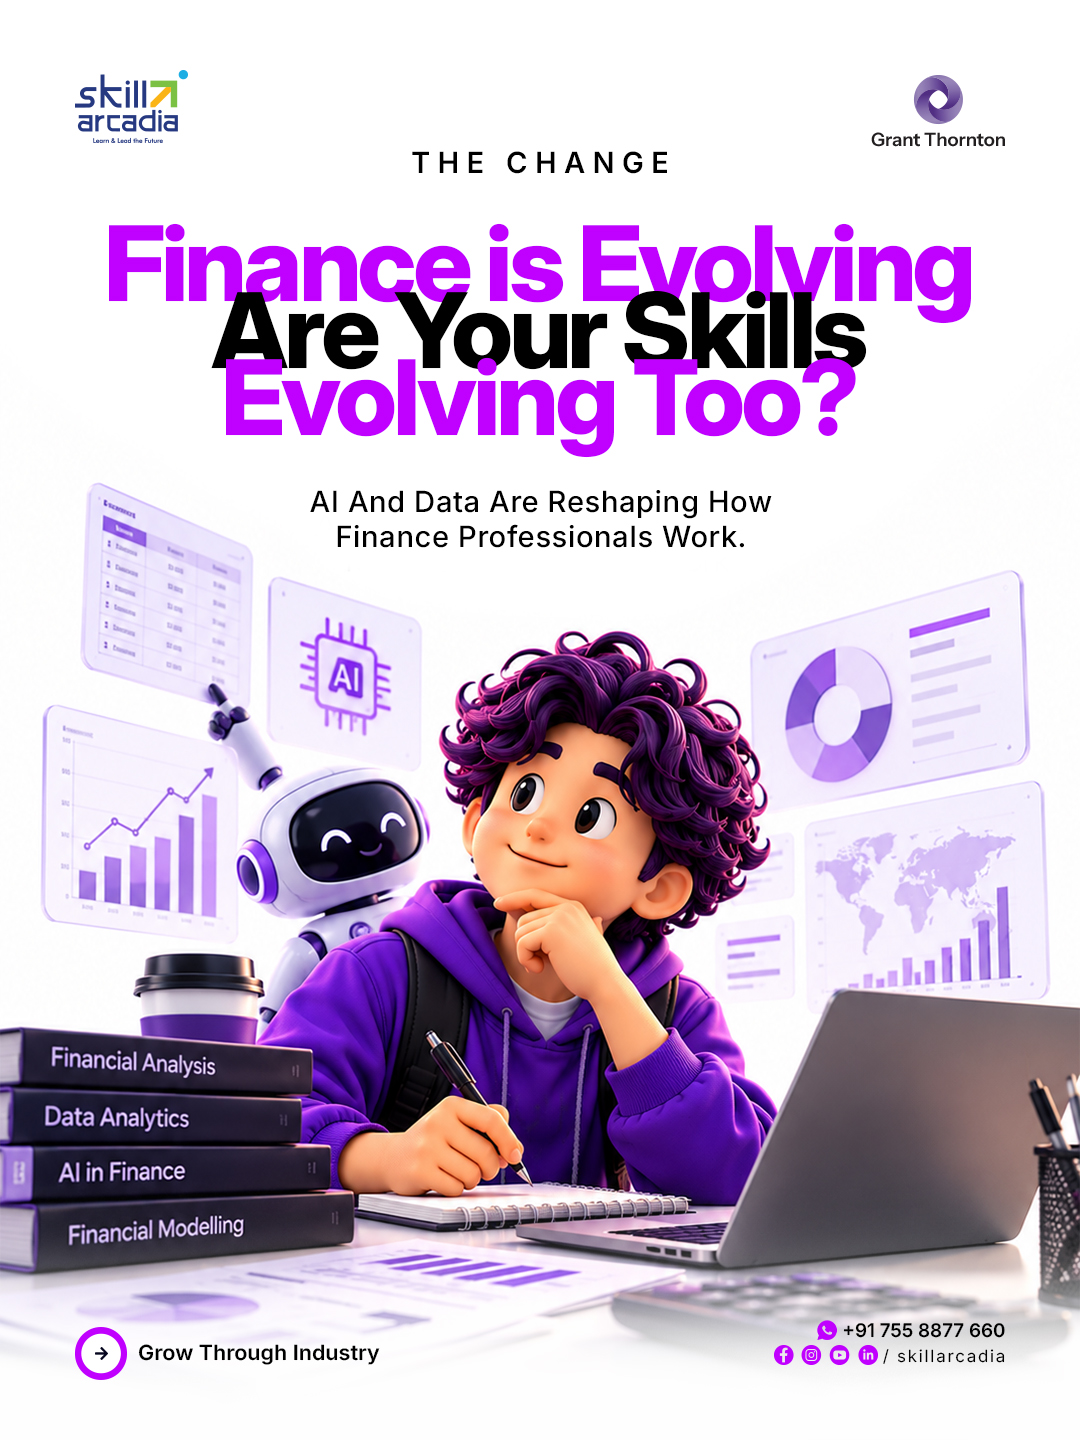 skill
arcadia
Learn & Lead the Future
Grant Thornton
THE CHANGE
Finance is Evolving
Are Your Skills
Evolving Too?
AI And Data Are Reshaping How
Finance Professionals Work.
AI
Financial Analysis
Data Analytics
AI in Finance
Financial Modelling
Grow Through Industry
+91 755 8877 660
/ skillarcadia